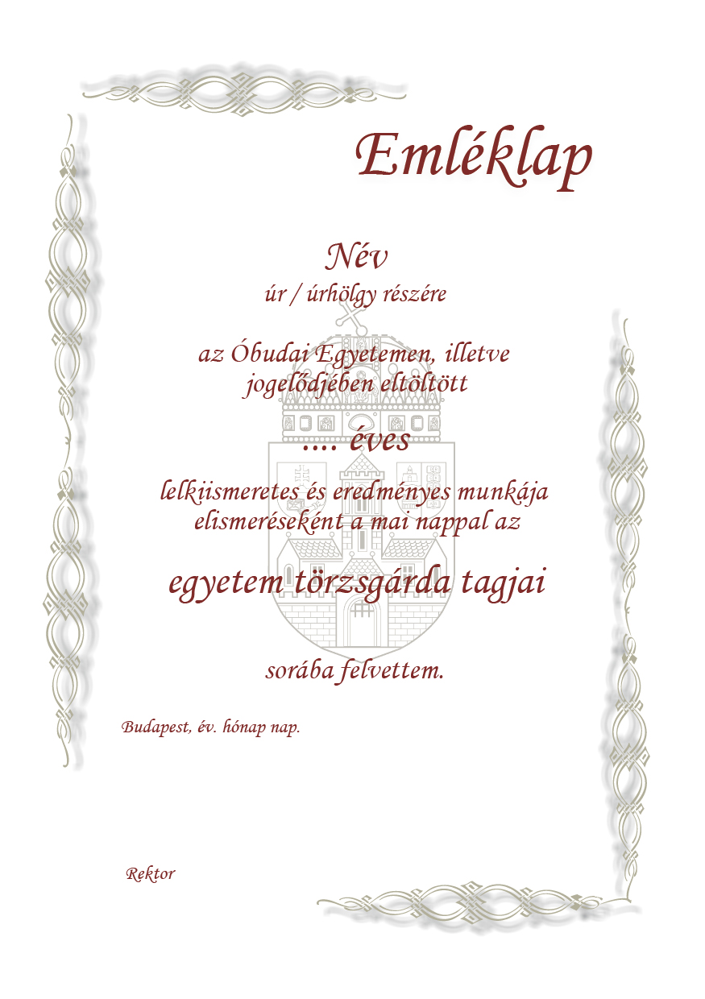 Emléklap
Név
úr / úrhölgy részére
az Óbudai Egyetemen, illetve
jogelődjében eltöltött
.... éves
lelkiismeretes és eredményes munkája
elismeréseként a mai nappal az
egyetem törzsgárda tagjai
sorába felvettem.
Budapest, év. hónap nap.
Rektor